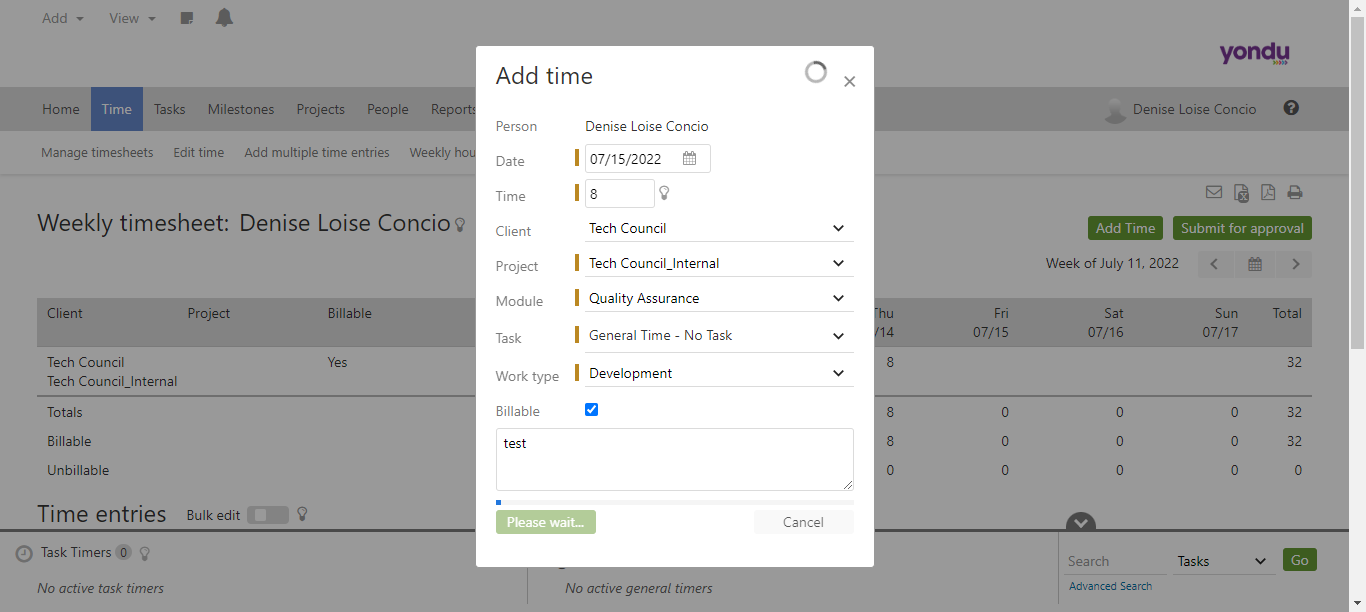 Add View
yondu
Home Time Tasks Milestones Projects People Reports Denise Loise Concio ?
Manage timesheets Edit time Add multiple time entries Weekly hou
Weekly timesheet: Denise Loise Concio
Add Time Submit for approval
Week of July 11, 2022
Client Project Billable Thu /14 Fri 07/15 Sat 07/16 Sun 07/17 Total
Tech Council Yes 8 32
Tech Council_Internal
Totals 8 0 0 0 32
Billable 8 0 0 0 32
Unbillable 0 0 0 0 0
Time entries Bulk edit
Add time
Person Denise Loise Concio
Date 07/15/2022
Time 8
Client Tech Council
Project Tech Council_Internal
Module Quality Assurance
Task General Time - No Task
Work type Development
Billable
test
Please wait... Cancel
Task Timers 0
No active task timers
No active general timers
Search Tasks Go
Advanced Search